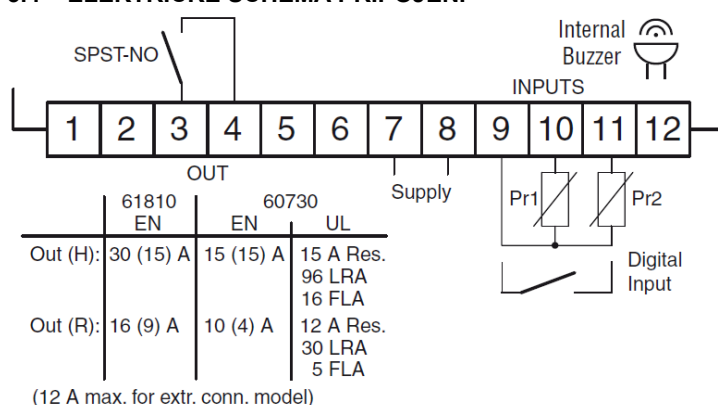 Internal
Buzzer
SPST-NO
INPUTS
1 2 3 4 5 6 7 8 9 10 11 12
OUT
Supply
Pr1 Pr2
61810 60730
EN EN UL
Out (H): 30 (15) A 15 (15) A 15 A Res.
96 LRA
16 FLA
Digital
Input
Out (R): 16 (9) A 10 (4) A 12 A Res.
30 LRA
5 FLA
(12 A max. for extr. conn. model)